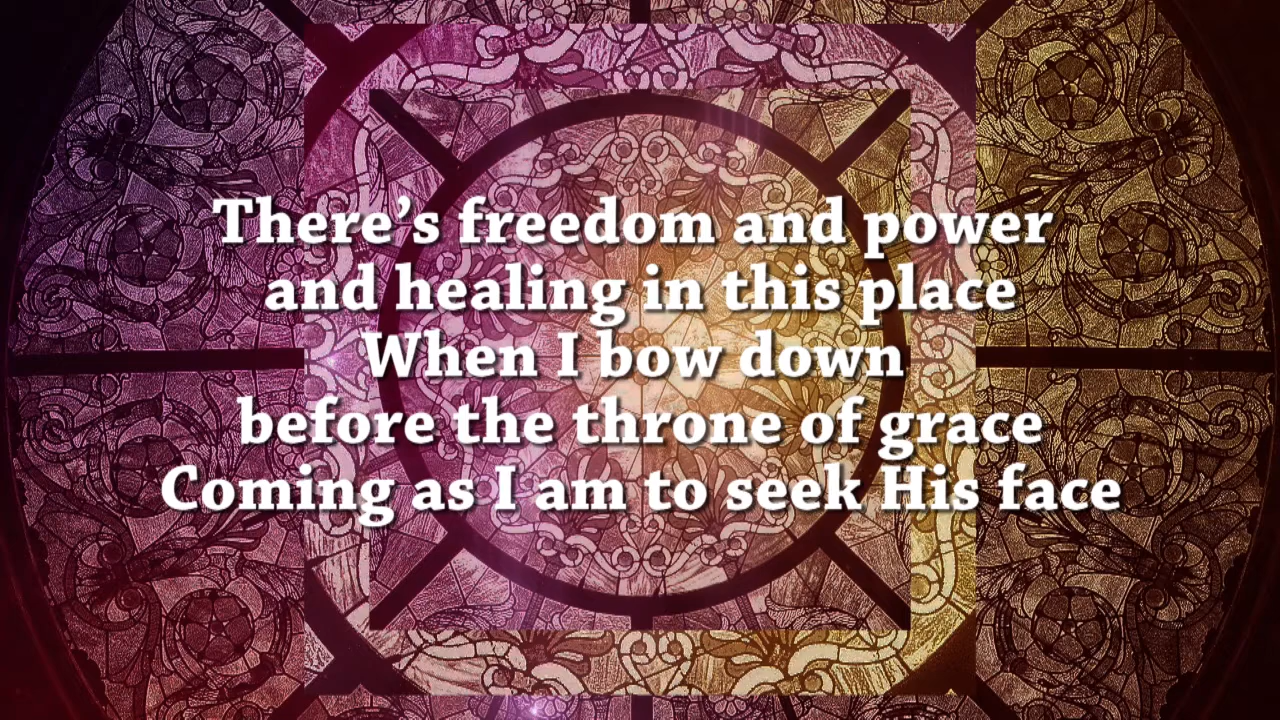 There’s freedom and power
and healing in this place
When I bow down
before the throne of grace
Coming as I am to seek His face